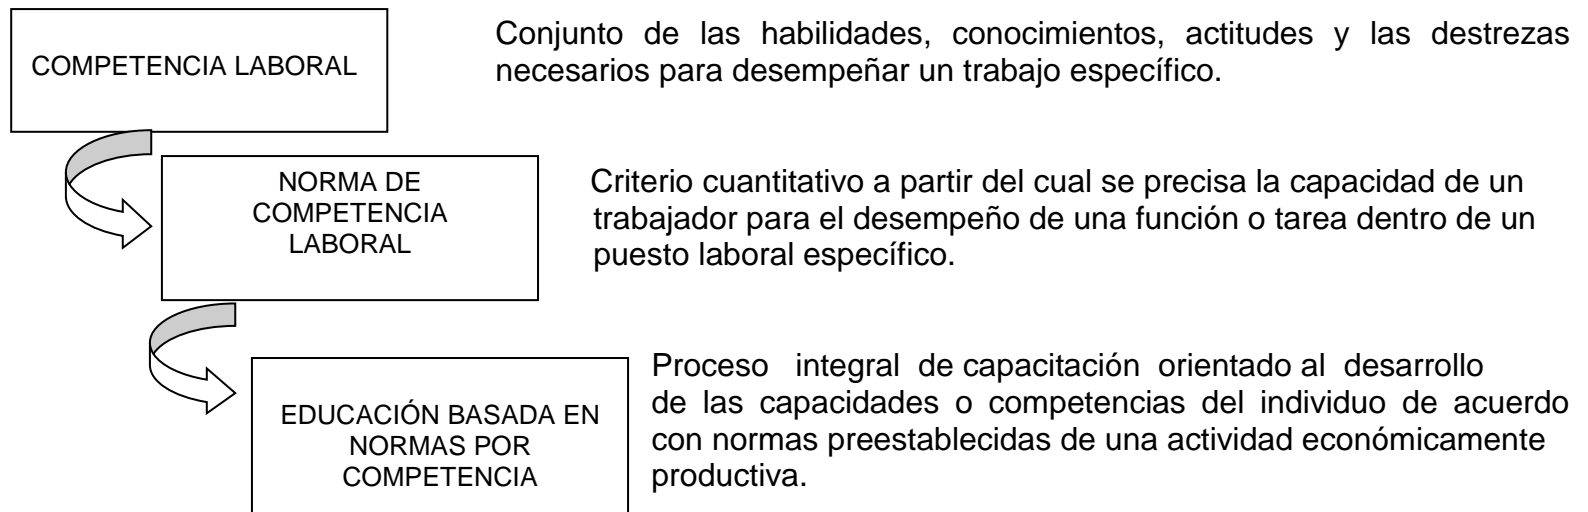 COMPETENCIA LABORAL
Conjunto de las habilidades, conocimientos, actitudes y las destrezas
necesarios para desempeñar un trabajo específico.
NORMA DE
COMPETENCIA
LABORAL
Criterio cuantitativo a partir del cual se precisa la capacidad de un
trabajador para el desempeño de una función o tarea dentro de un
puesto laboral específico.
EDUCACIÓN BASADA EN
NORMAS POR
COMPETENCIA
Proceso integral de capacitación orientado al desarrollo
de las capacidades o competencias del individuo de acuerdo
con normas preestablecidas de una actividad económicamente
productiva.